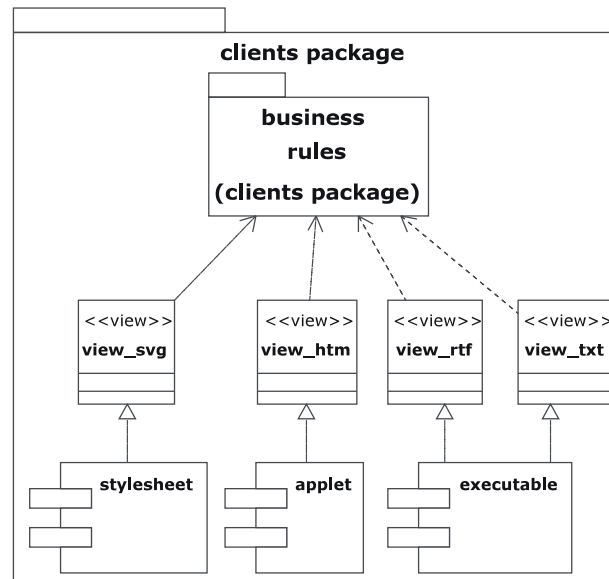 clients package
business
rules
(clients package)
<<view>> <<view>> <<view>> <<view>>
view_svg view_htm view_rtf view_txt
stylesheet applet executable